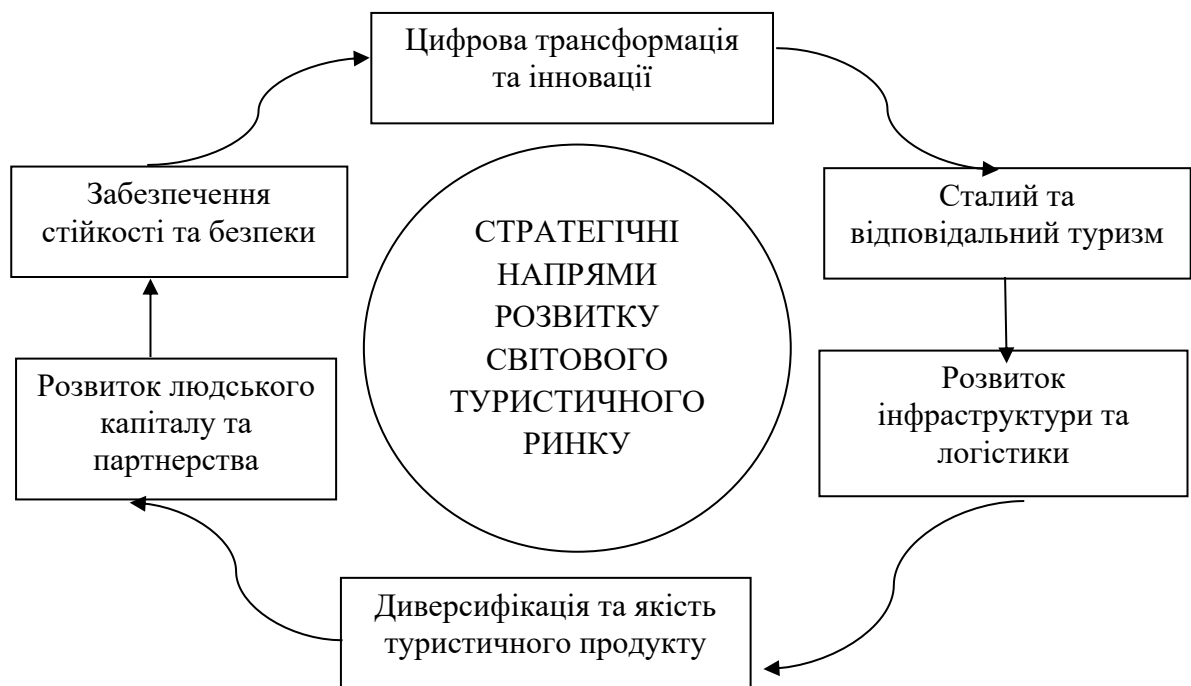 Цифрова трансформація
та інновації
Забезпечення
стійкості та безпеки
СТРАТЕГІЧНІ
НАПРЯМИ
РОЗВИТКУ
СВІТОВОГО
ТУРИСТИЧНОГО
РИНКУ
Сталий та
відповідальний туризм
Розвиток людського
капіталу та
партнерства
Розвиток
інфраструктури та
логістики
Диверсифікація та якість
туристичного продукту